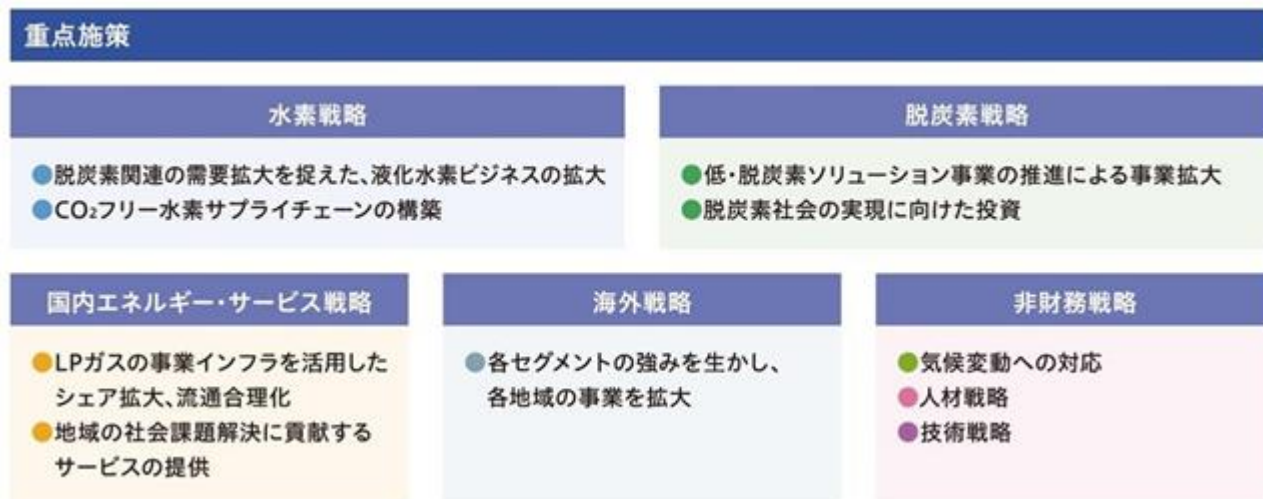 重点施策
水素戦略
●脱炭素関連の需要拡大を捉えた、液化水素ビジネスの拡大
●CO₂フリー水素サプライチェーンの構築
脱炭素戦略
●低・脱炭素ソリューション事業の推進による事業拡大
●脱炭素社会の実現に向けた投資
国内エネルギー・サービス戦略
●LPガスの事業インフラを活用した
シェア拡大、流通合理化
●地域の社会課題解決に貢献する
サービスの提供
海外戦略
●各セグメントの強みを生かし、
各地域の事業を拡大
非財務戦略
●気候変動への対応
●人材戦略
●技術戦略